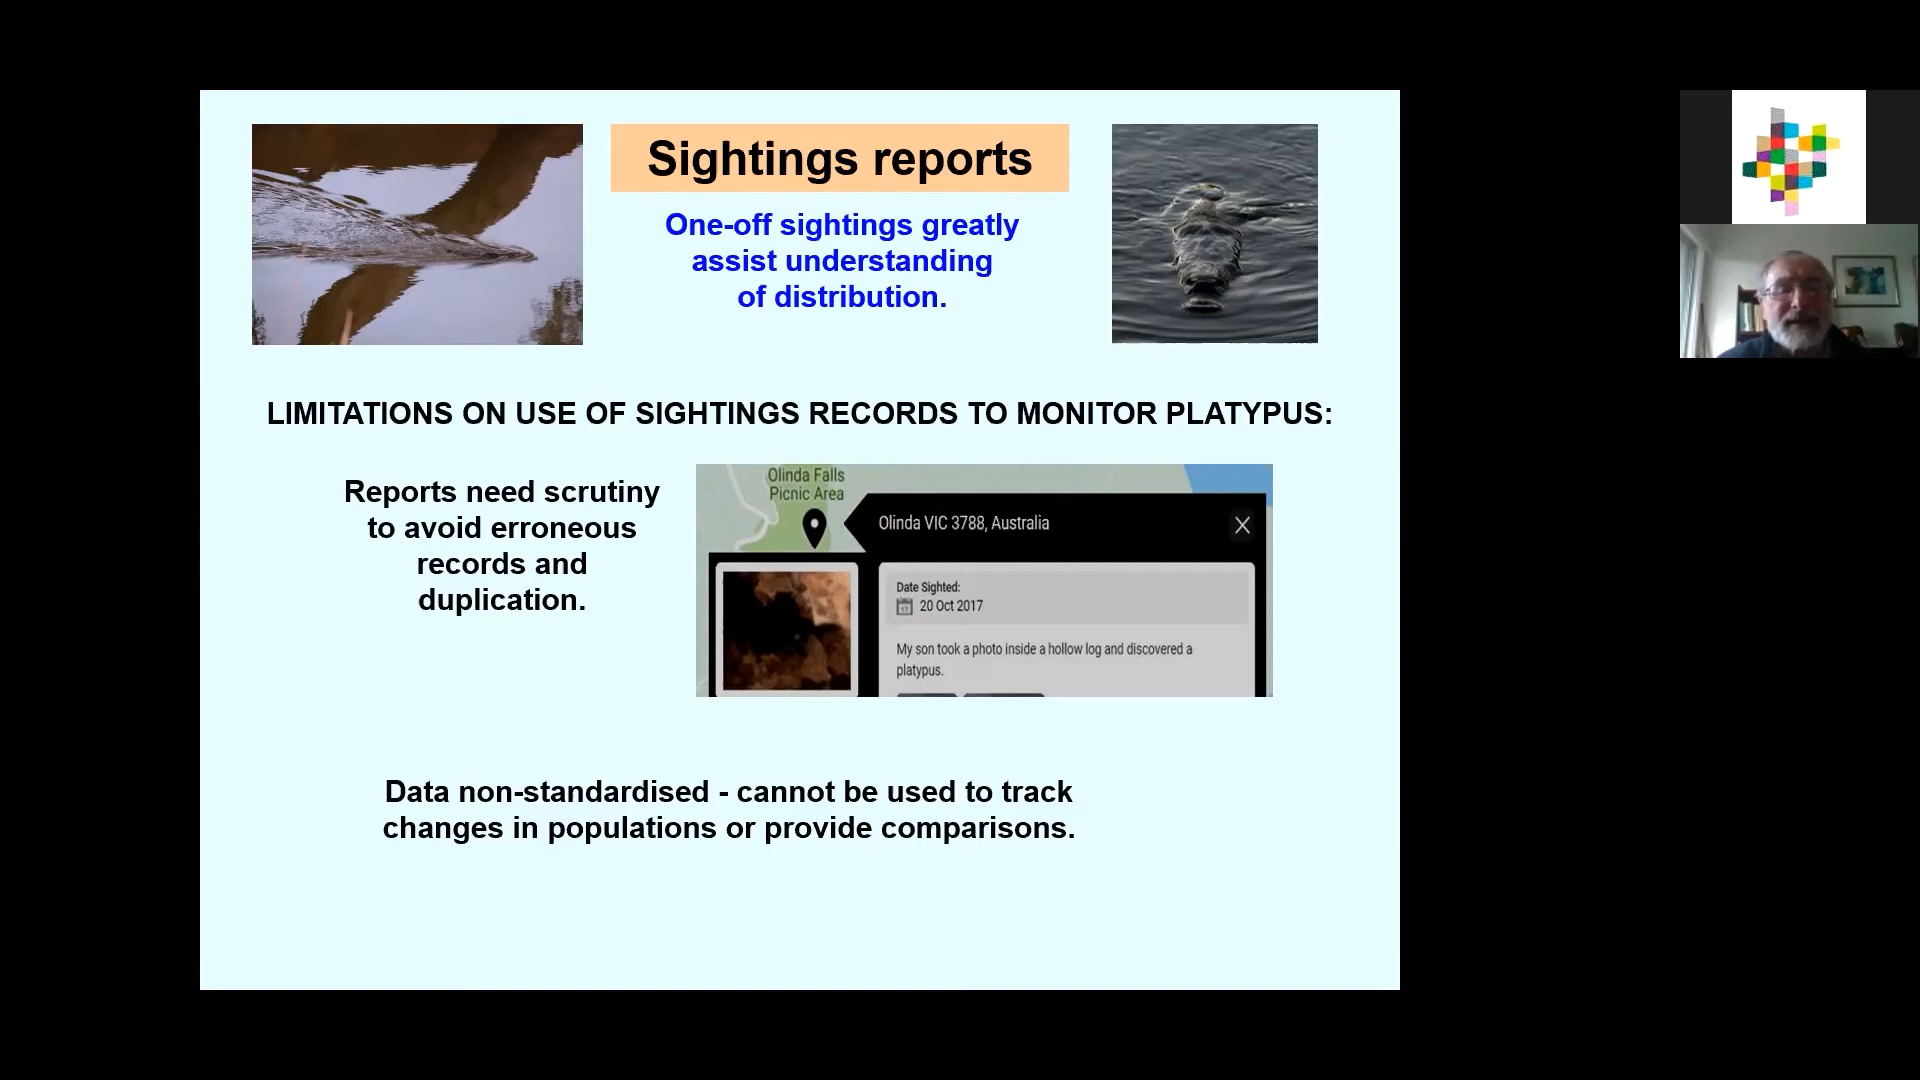 Sightings reports
One-off sightings greatly
assist understanding
of distribution.
LIMITATIONS ON USE OF SIGHTINGS RECORDS TO MONITOR PLATYPUS:
Reports need scrutiny
to avoid erroneous
records and
duplication.
Olinda Falls
Picnic Area
Olinda VIC 3788, Australia
Date Sighted:
20 Oct 2017
My son took a photo inside a hollow log and discovered a
platypus.
Data non-standardised - cannot be used to track
changes in populations or provide comparisons.